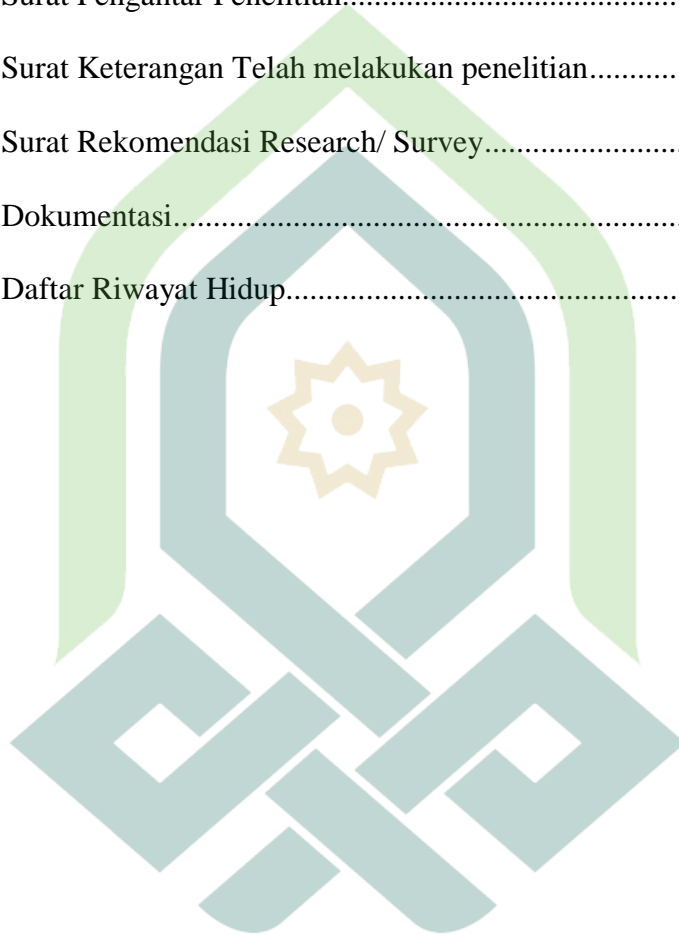 Surat Pengantar Penelitian..........................................
Surat Keterangan Telah melakukan penelitian...........
Surat Rekomendasi Research/ Survey........................
Dokumentasi...............................................................
Daftar Riwayat Hidup.................................................